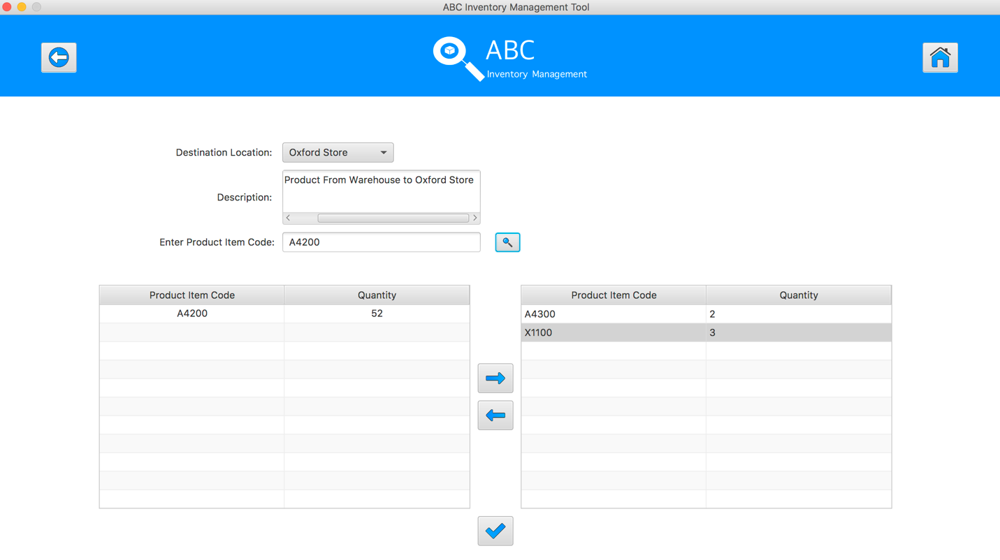 ABC Inventory Management Tool
ABC
Inventory Management
Destination Location: Oxford Store
Description: Product From Warehouse to Oxford Store
Enter Product Item Code: A4200
Product Item Code Quantity Product Item Code Quantity
A4200 52 A4300 2
X1100 3